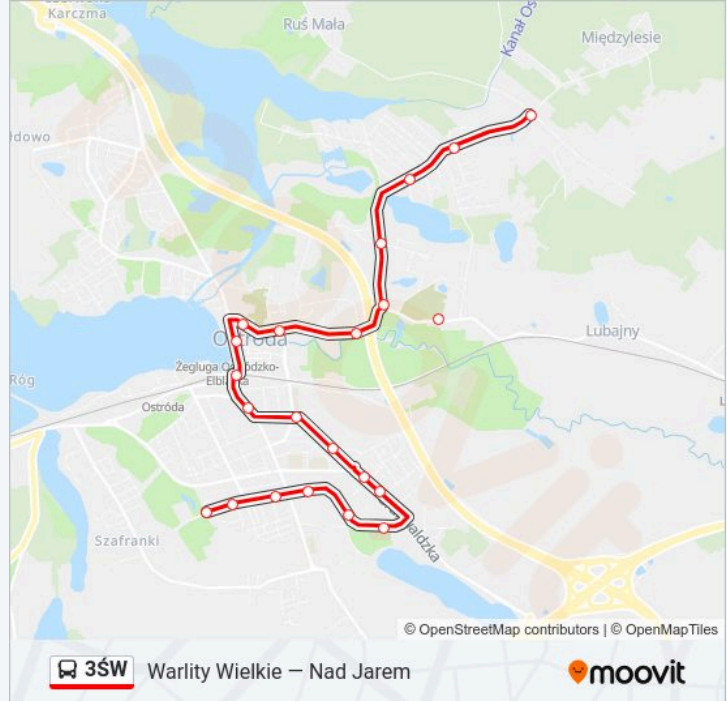 Karczma
Ruś Mała
Kanał Os
Międzylesie
łdowo
Lubajny
Ostróda
Żegluga Ostródzko-
Elbląska
Róg
Ostróda
Szafranki
aldzka
© OpenStreetMap contributors | © OpenMapTiles
3ŚW Warlity Wielkie — Nad Jarem
moovit